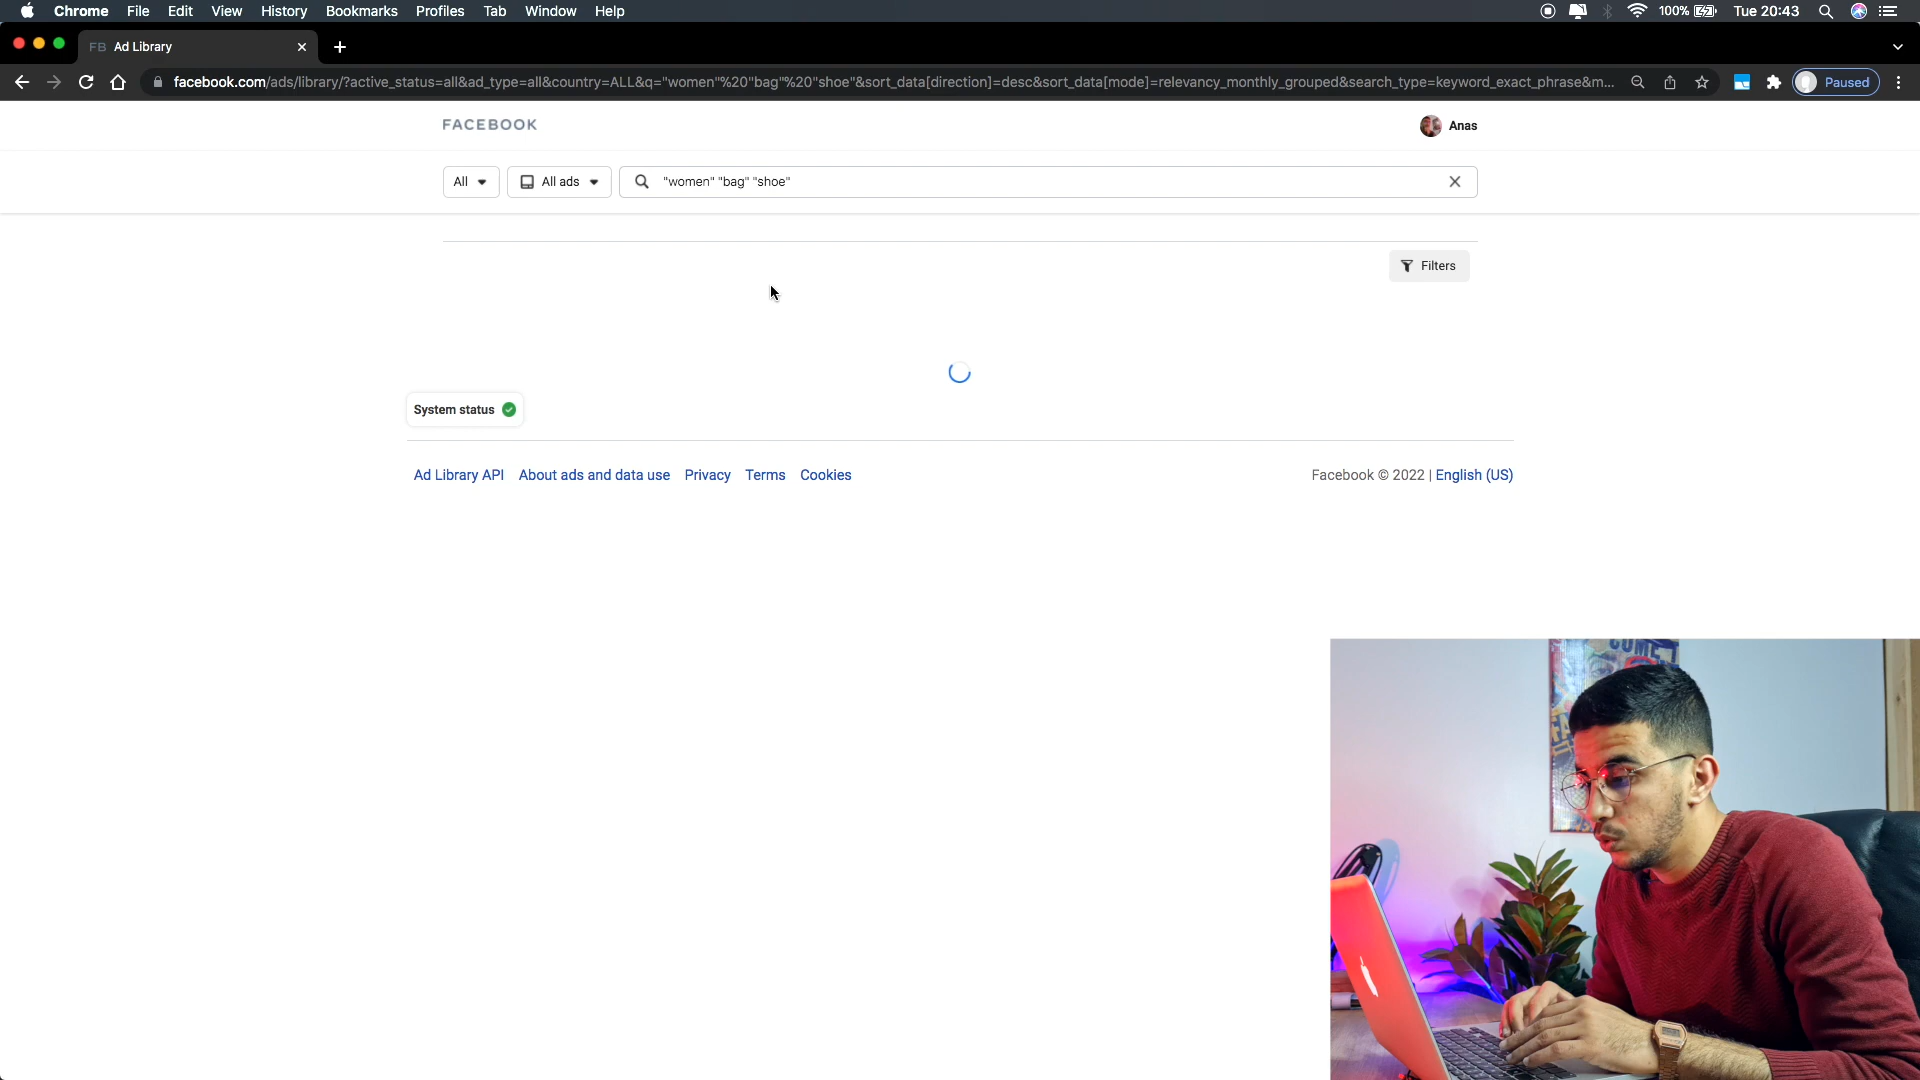 Chrome File Edit View History Bookmarks Profiles Tab Window Help 100% Tue 20:43
FB Ad Library
facebook.com/ads/library/?active_status=all&ad_type=all&country=ALL&q="women"%20"bag"%20"shoe"&sort_data[direction]=desc&sort_data[mode]=relevancy_monthly_grouped&search_type=keyword_exact_phrase&m... Paused
FACEBOOK Anas
All All ads "women" "bag" "shoe"
Filters
System status
Ad Library API About ads and data use Privacy Terms Cookies Facebook © 2022 | English (US)
COME